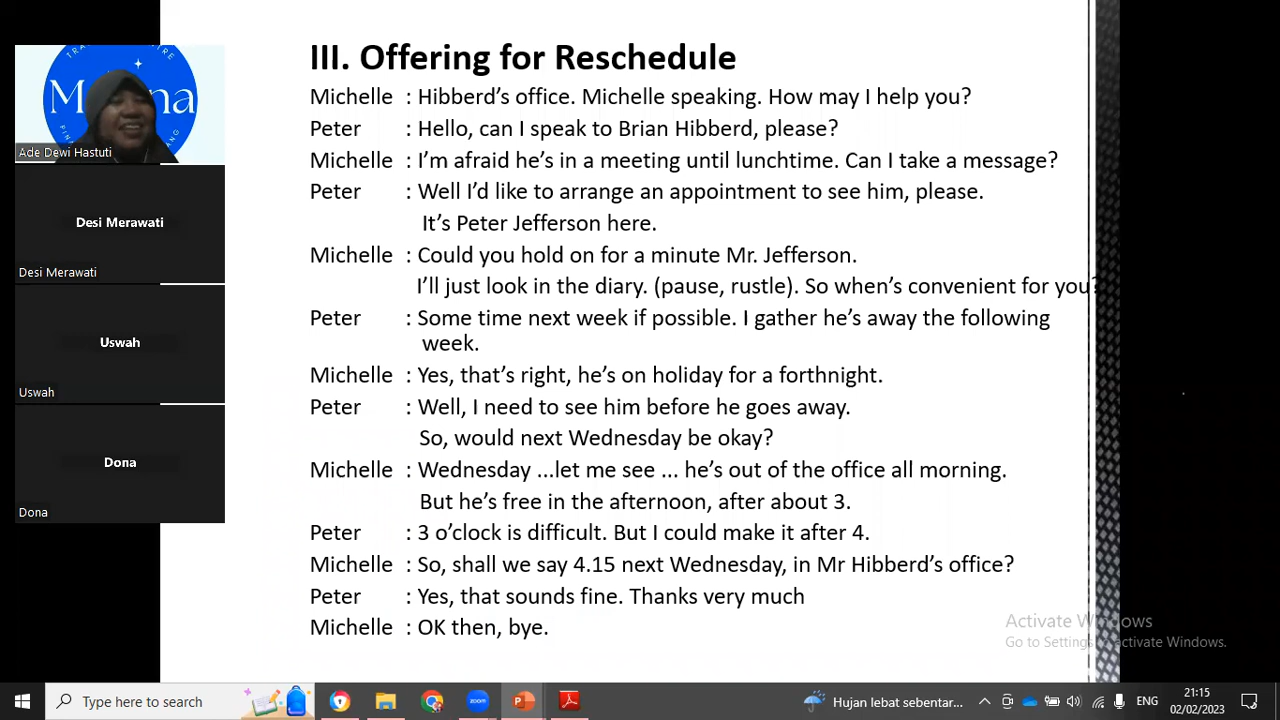 III. Offering for Reschedule
Michelle : Hibberd's office. Michelle speaking. How may I help you?
Peter : Hello, can I speak to Brian Hibberd, please?
Michelle : I'm afraid he's in a meeting until lunchtime. Can I take a message?
Peter : Well I'd like to arrange an appointment to see him, please.
It's Peter Jefferson here.
Michelle : Could you hold on for a minute Mr. Jefferson.
I'll just look in the diary. (pause, rustle). So when's convenient for you?
Peter : Some time next week if possible. I gather he's away the following
week.
Michelle : Yes, that's right, he's on holiday for a forthnight.
Peter : Well, I need to see him before he goes away.
So, would next Wednesday be okay?
Michelle : Wednesday ...let me see ... he's out of the office all morning.
But he's free in the afternoon, after about 3.
Peter : 3 o'clock is difficult. But I could make it after 4.
Michelle : So, shall we say 4.15 next Wednesday, in Mr Hibberd's office?
Peter : Yes, that sounds fine. Thanks very much
Michelle : OK then, bye.
Ade Dewi Hastuti
Desi Merawati
Desi Merawati
Uswah
Uswah
Dona
Dona
Activate Windows
Go to Settings to activate Windows.
Type here to search
zoom
Hujan lebat sebentar...
ENG
21:15
02/02/2023